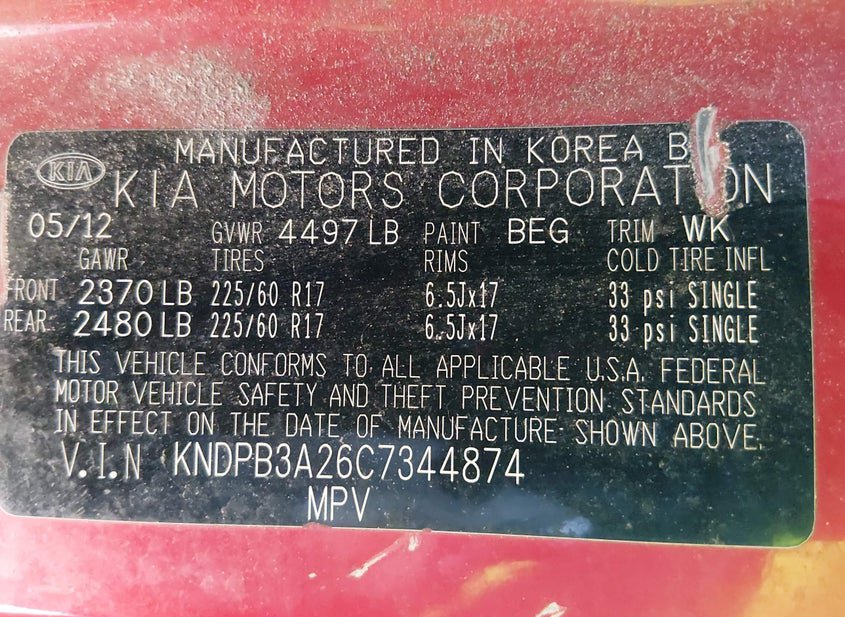 MANUFACTURED IN KOREA B
KIA
KIA MOTORS CORPORATION
05/12 GVWR 4497 LB PAINT BEG TRIM WK
GAWR TIRES RIMS COLD TIRE INFL
FRONT 2370 LB 225/60 R17 6.5Jx17 33 psi SINGLE
REAR 2480 LB 225/60 R17 6.5Jx17 33 psi SINGLE
THIS VEHICLE CONFORMS TO ALL APPLICABLE U.S.A. FEDERAL
MOTOR VEHICLE SAFETY AND THEFT PREVENTION STANDARDS
IN EFFECT ON THE DATE OF MANUFACTURE SHOWN ABOVE.
V.I.N KNDPB3A26C7344874
MPV